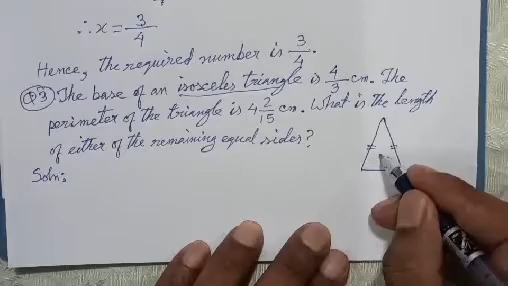 ∴ x = 3/4
Hence, the required number is 3/4.
Q3 The base of an isosceles triangle is 4/3 cm. The
perimeter of the triangle is 4 2/15 cm. What is the length
of either of the remaining equal sides?
Soln: